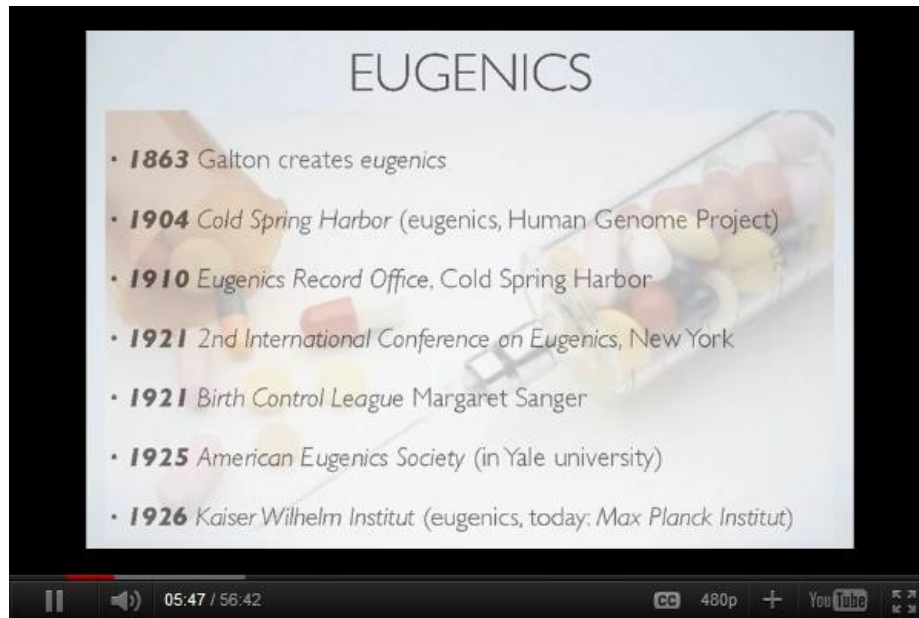 EUGENICS
• 1863 Galton creates eugenics
• 1904 Cold Spring Harbor (eugenics, Human Genome Project)
• 1910 Eugenics Record Office, Cold Spring Harbor
• 1921 2nd International Conference on Eugenics, New York
• 1921 Birth Control League Margaret Sanger
• 1925 American Eugenics Society (in Yale university)
• 1926 Kaiser Wilhelm Institut (eugenics, today: Max Planck Institut)
05:47 / 56:42 CC 480p YouTube